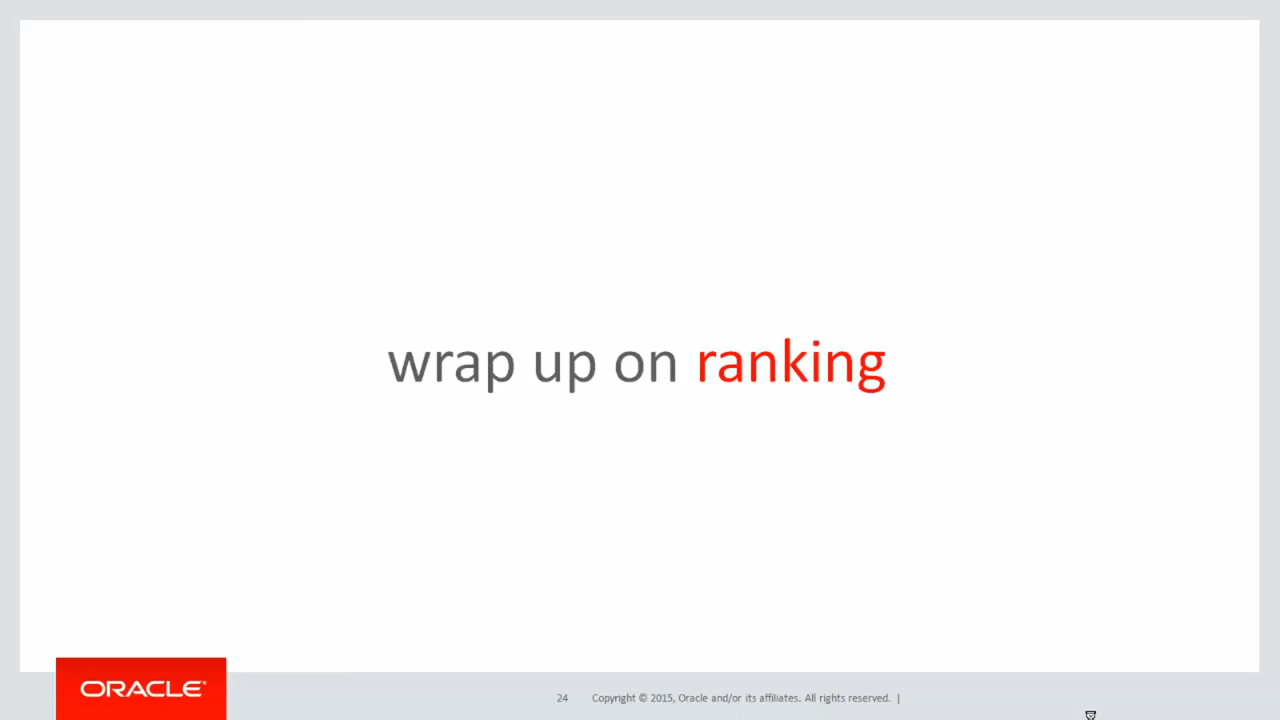 wrap up on ranking
ORACLE®
24 Copyright © 2015, Oracle and/or its affiliates. All rights reserved. |